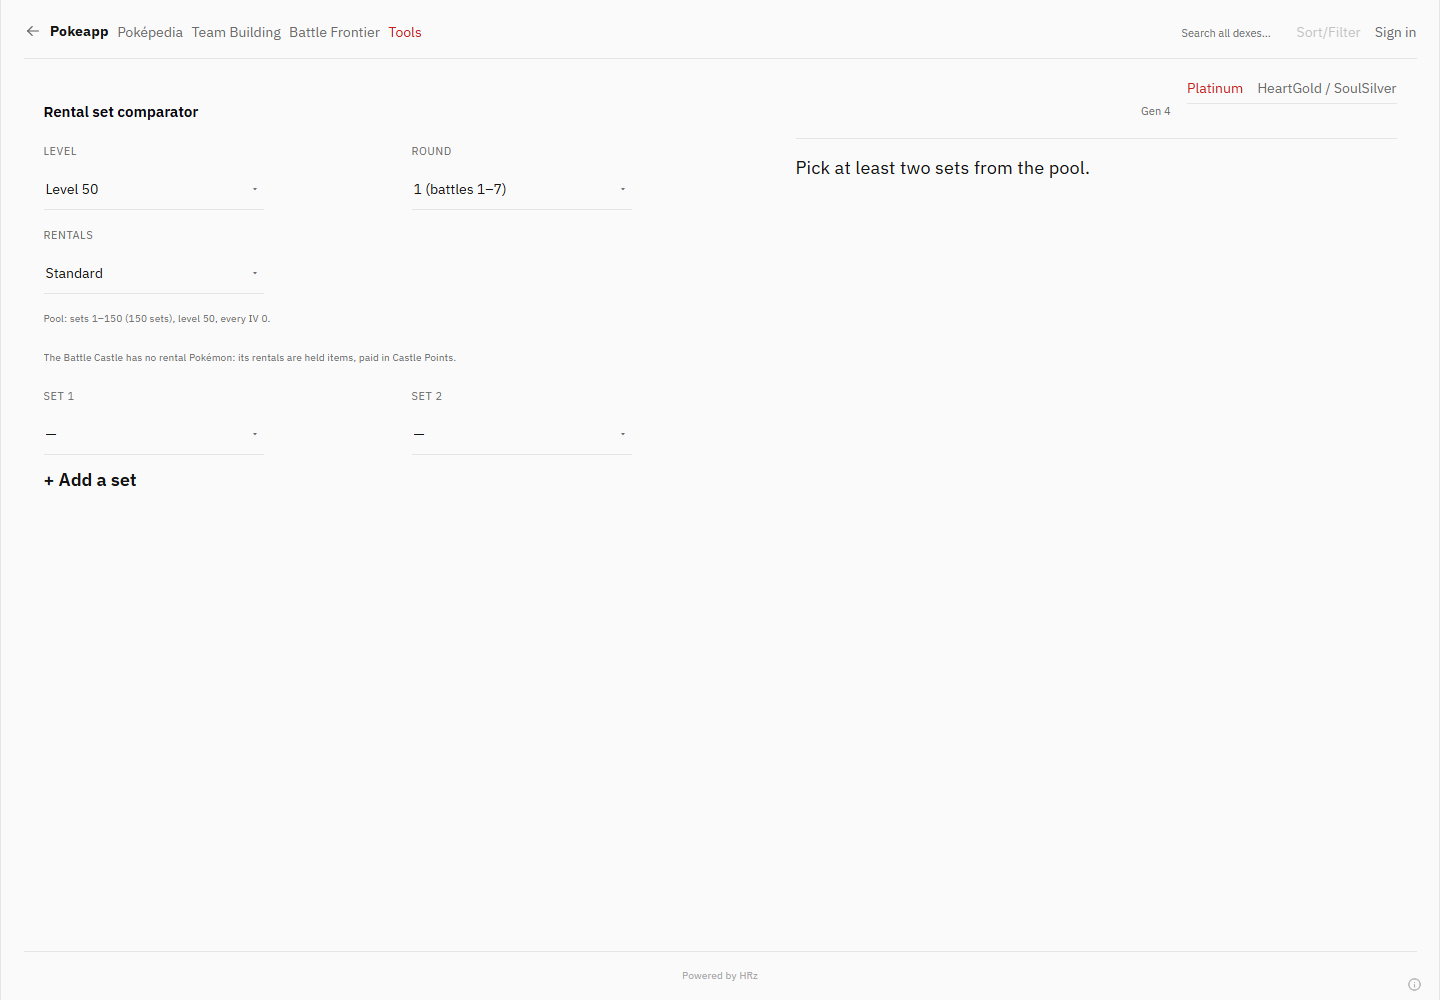 ← Pokeapp Poképedia Team Building Battle Frontier Tools Search all dexes... Sort/Filter Sign in
Platinum HeartGold / SoulSilver
Rental set comparator
Gen 4
LEVEL ROUND
Level 50 1 (battles 1–7)
Pick at least two sets from the pool.
RENTALS
Standard
Pool: sets 1–150 (150 sets), level 50, every IV 0.
The Battle Castle has no rental Pokémon: its rentals are held items, paid in Castle Points.
SET 1 SET 2
— —
+ Add a set
Powered by HRz